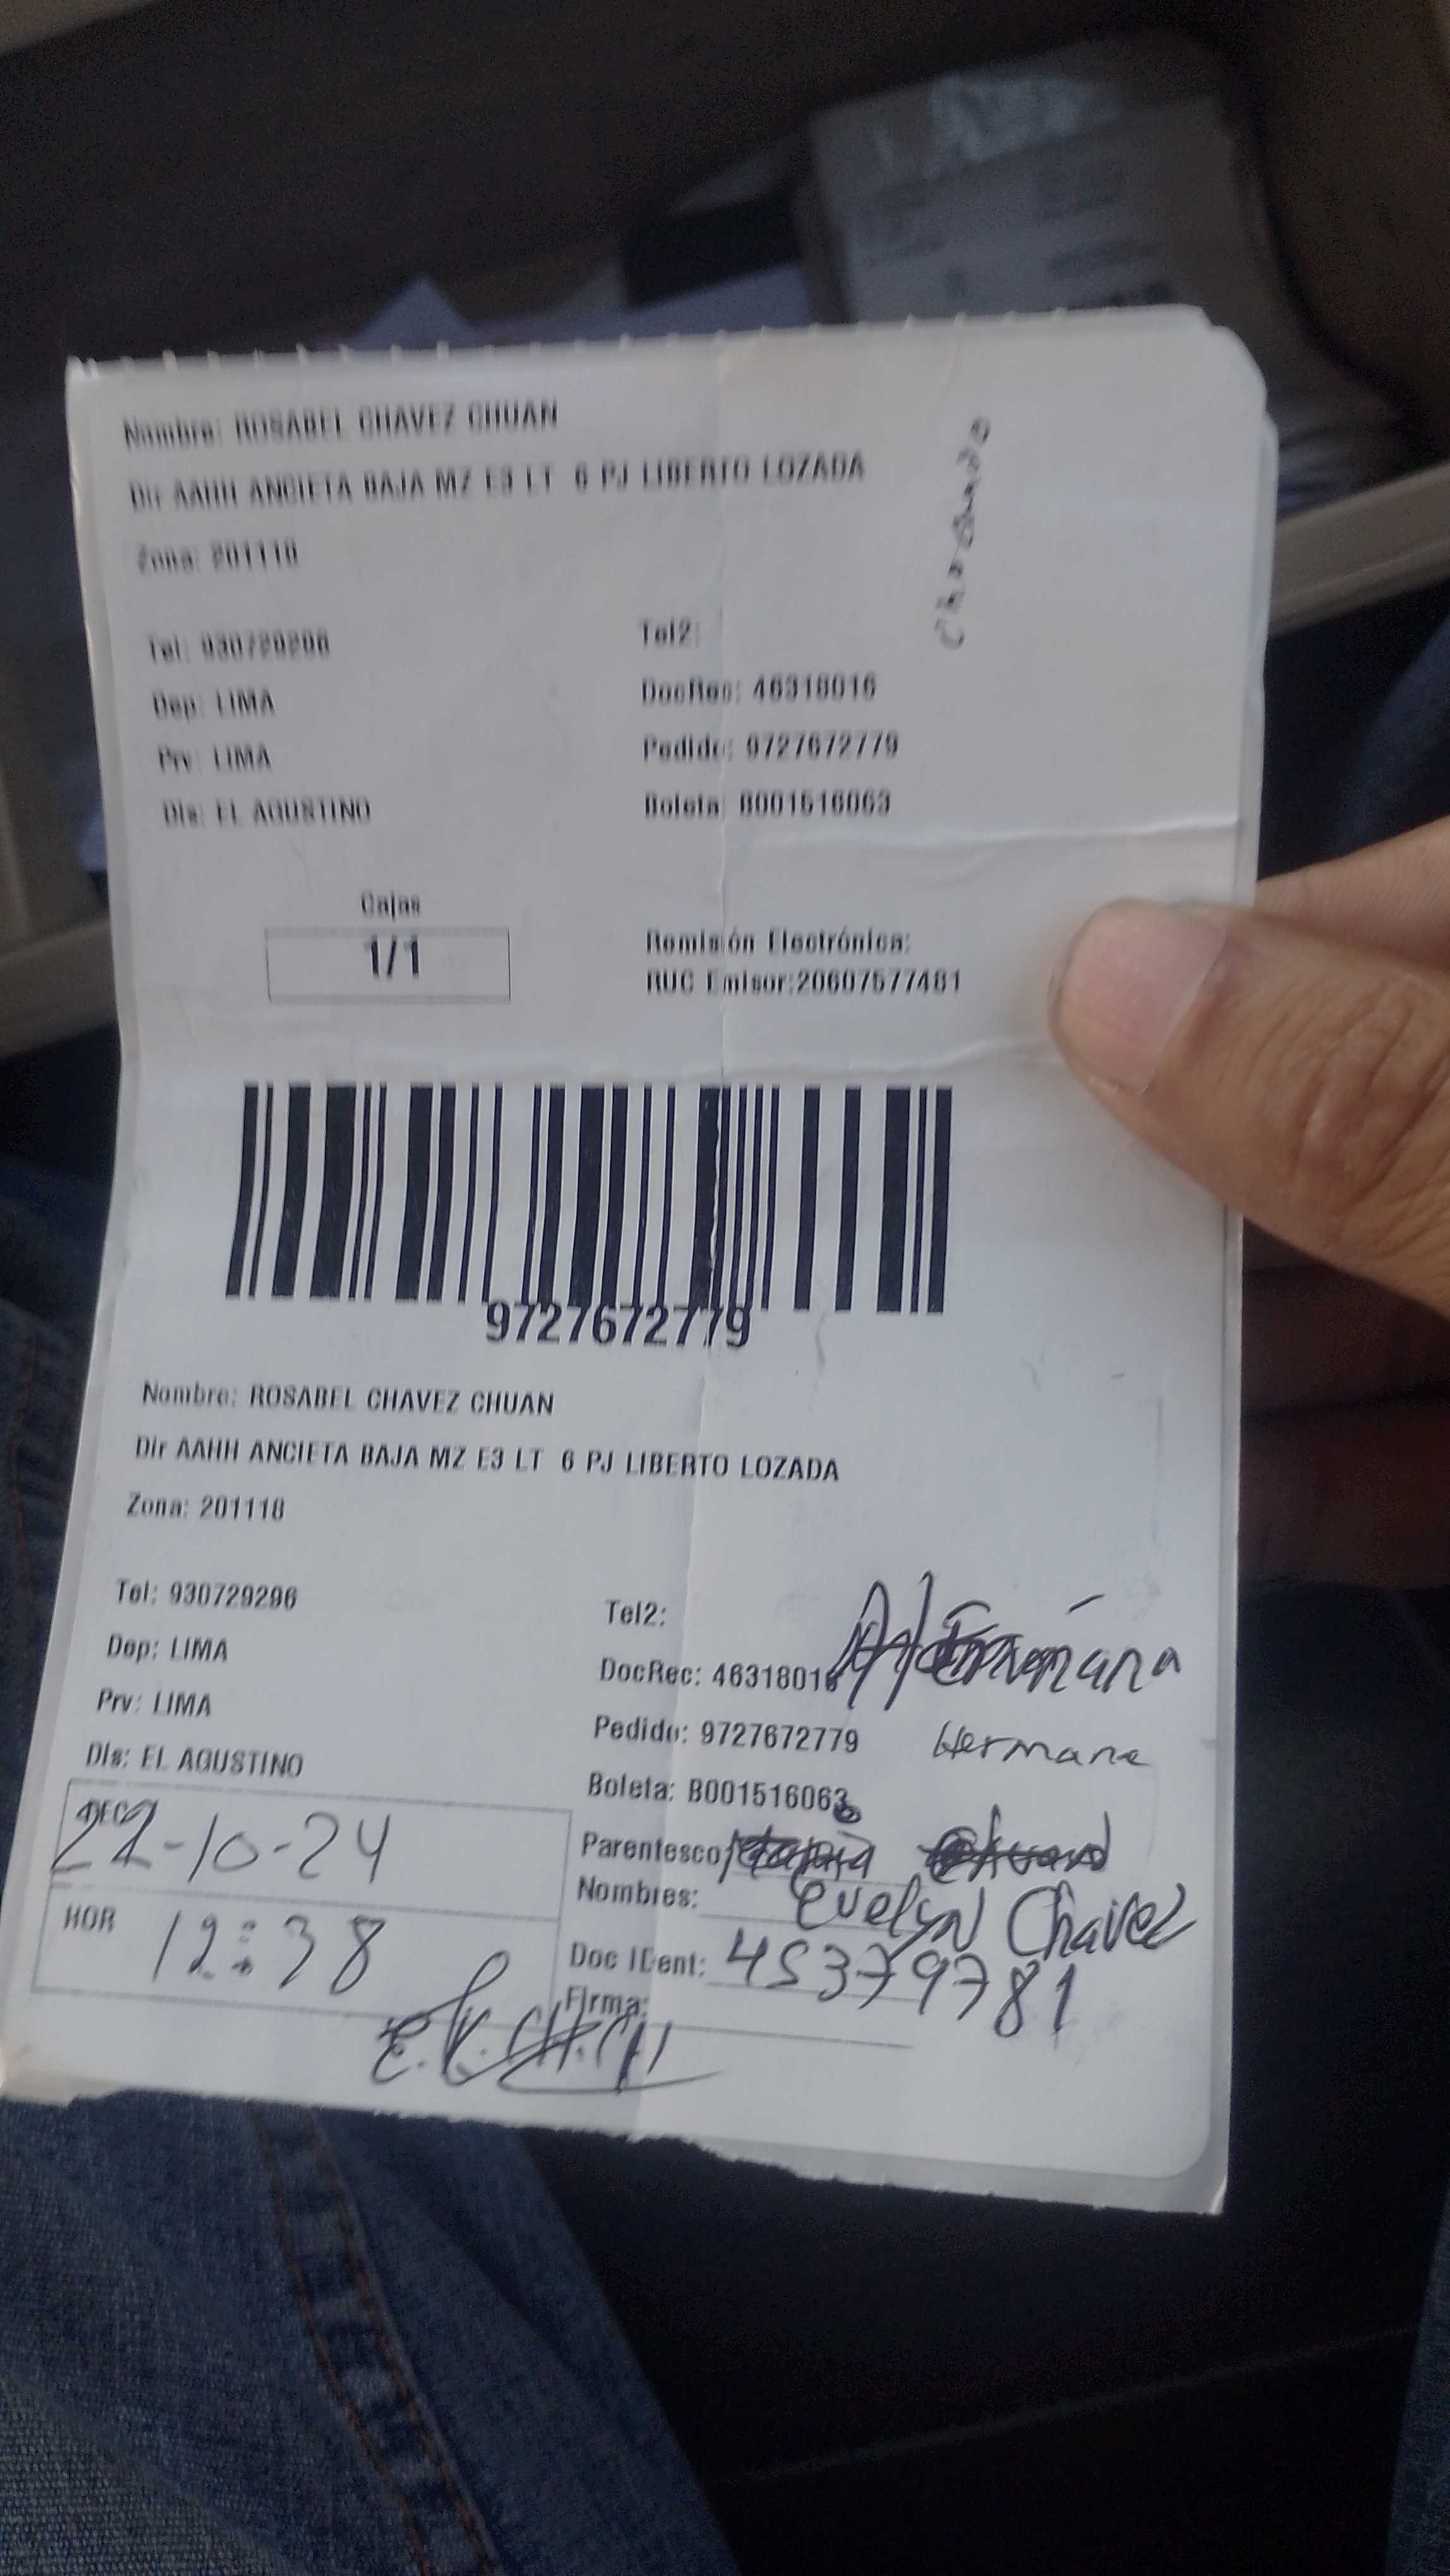 Nombre: ROSABEL CHAVEZ CHUAN
Dir AAHH ANCIETA BAJA MZ E3 LT 6 PJ LIBERTO LOZADA
Zona: 201118
Tel: 930729296
Tel2:
Dep: LIMA
DocRec: 46318016
Prv: LIMA
Pedido: 9727672779
Dis: EL AGUSTINO
Boleta: B001516063
Cajas
1/1
Remisión Electrónica:
RUC Emisor:20607577481
9727672779
Nombre: ROSABEL CHAVEZ CHUAN
Dir AAHH ANCIETA BAJA MZ E3 LT 6 PJ LIBERTO LOZADA
Zona: 201118
Tel: 930729296
Tel2:
Dep: LIMA
DocRec: 46318016
Prv: LIMA
Pedido: 9727672779 Hermana
Dis: EL AGUSTINO
Boleta: B001516063
22-10-24
Parentesco
Nombres: Evelyn Chavez
HOR 12:38
Doc IDent: 45379781
Firma: